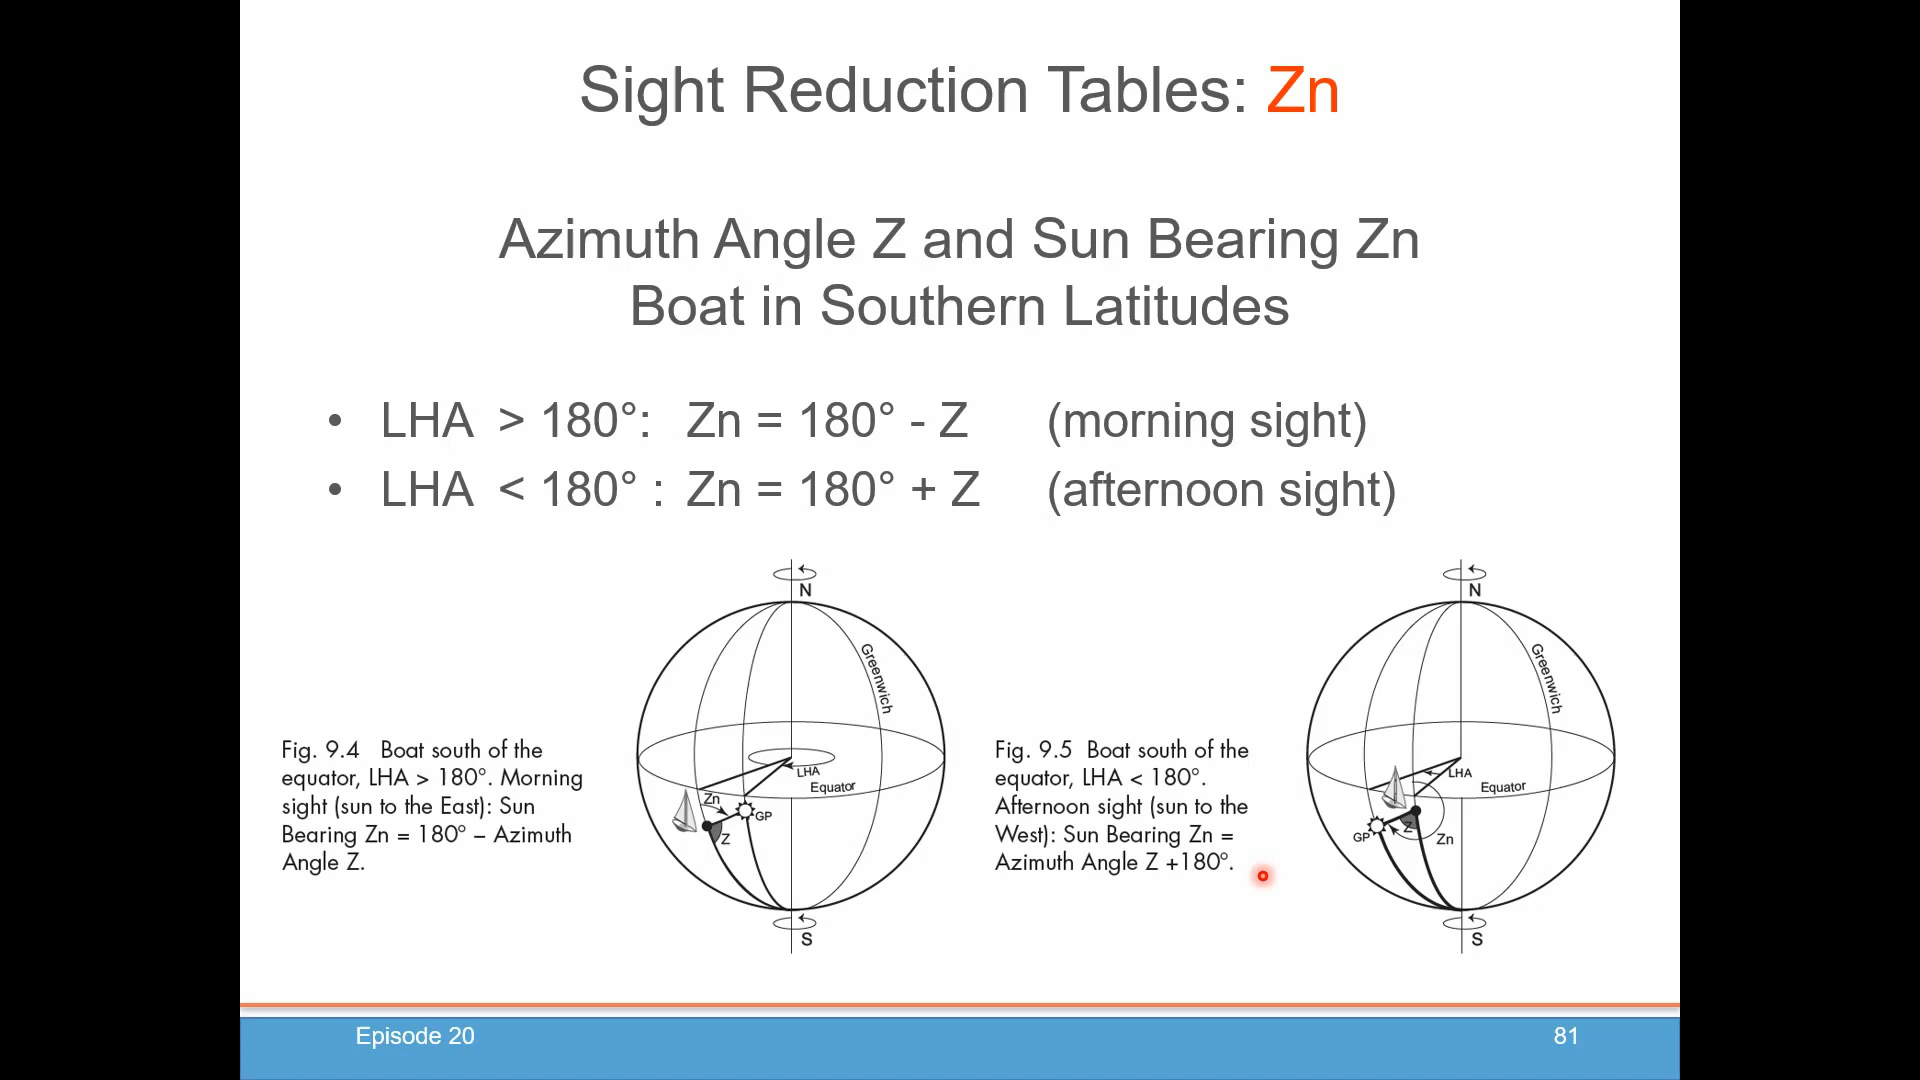 Sight Reduction Tables: Zn
Azimuth Angle Z and Sun Bearing Zn
Boat in Southern Latitudes
• LHA > 180°: Zn = 180° - Z (morning sight)
• LHA < 180° : Zn = 180° + Z (afternoon sight)
Fig. 9.4 Boat south of the
equator, LHA > 180°. Morning
sight (sun to the East): Sun
Bearing Zn = 180° – Azimuth
Angle Z.
N
Greenwich
LHA
Equator
Zn
GP
Z
S
Fig. 9.5 Boat south of the
equator, LHA < 180°.
Afternoon sight (sun to the
West): Sun Bearing Zn =
Azimuth Angle Z +180°.
N
Greenwich
LHA
Equator
GP
Z
Zn
S
Episode 20
81